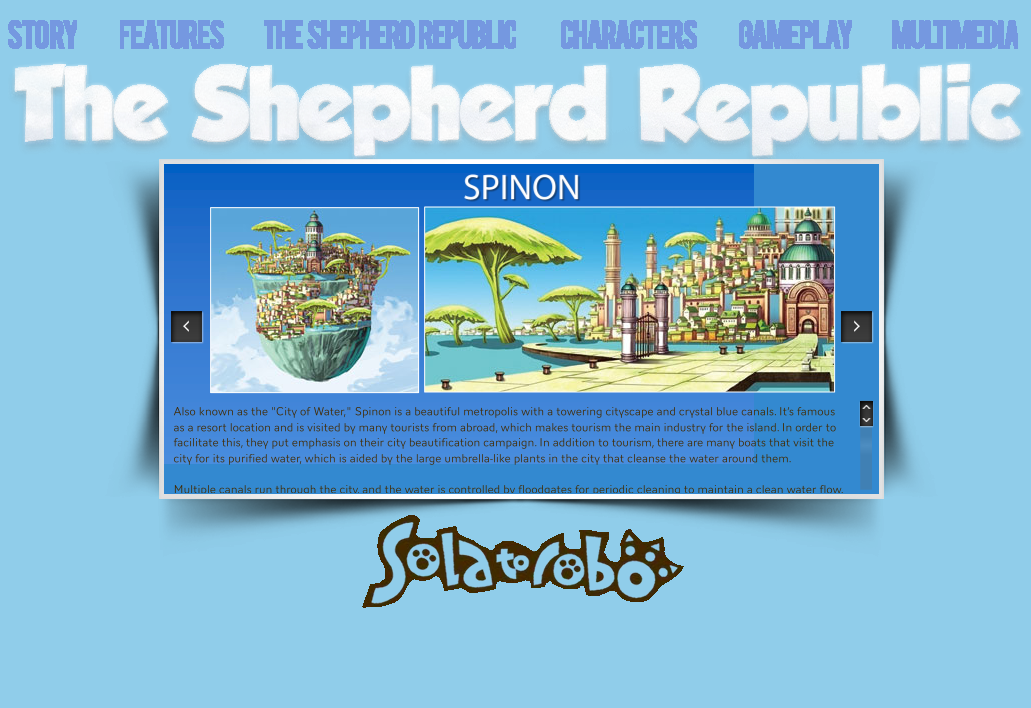 STORY FEATURES THE SHEPHERD REPUBLIC CHARACTERS GAMEPLAY MULTIMEDIA
The Shepherd Republic
SPINON
Also known as the "City of Water," Spinon is a beautiful metropolis with a towering cityscape and crystal blue canals. It's famous
as a resort location and is visited by many tourists from abroad, which makes tourism the main industry for the island. In order to
facilitate this, they put emphasis on their city beautification campaign. In addition to tourism, there are many boats that visit the
city for its purified water, which is aided by the large umbrella-like plants in the city that cleanse the water around them.
Multiple canals run through the city, and the water is controlled by floodgates for periodic cleaning to maintain a clean water flow.
Solatorobo